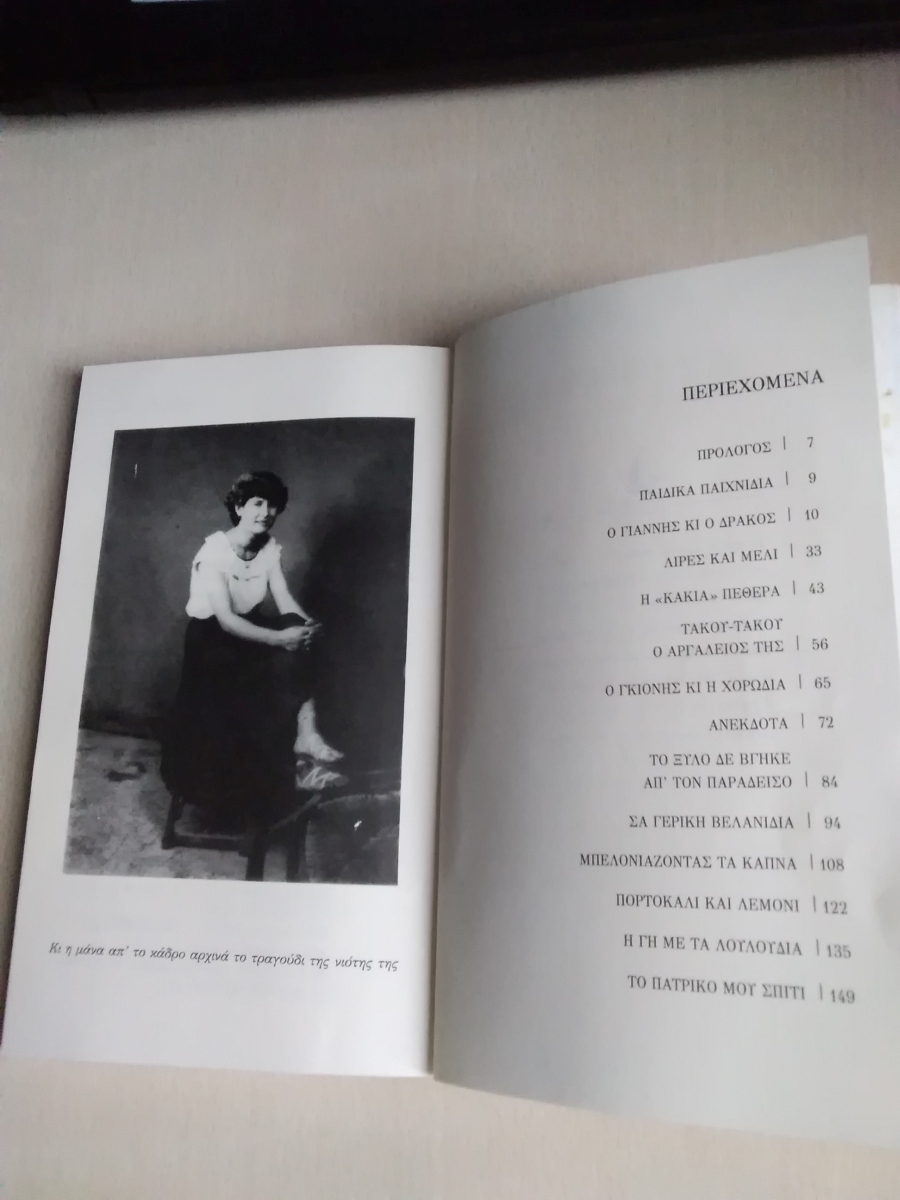 Κι η μάνα απ' το κάδρο αρχινά το τραγούδι της νιότης της
ΠΕΡΙΕΧΟΜΕΝΑ
ΠΡΟΛΟΓΟΣ | 7
ΠΑΙΔΙΚΑ ΠΑΙΧΝΙΔΙΑ | 9
Ο ΓΙΑΝΝΗΣ ΚΙ Ο ΔΡΑΚΟΣ | 10
ΛΙΡΕΣ ΚΑΙ ΜΕΛΙ | 33
Η «ΚΑΚΙΑ» ΠΕΘΕΡΑ | 43
ΤΑΚΟΥ-ΤΑΚΟΥ
Ο ΑΡΓΑΛΕΙΟΣ ΤΗΣ | 56
Ο ΓΚΙΟΝΗΣ ΚΙ Η ΧΟΡΩΔΙΑ | 65
ΑΝΕΚΔΟΤΑ | 72
ΤΟ ΞΥΛΟ ΔΕ ΒΓΗΚΕ
ΑΠ' ΤΟΝ ΠΑΡΑΔΕΙΣΟ | 84
ΣΑ ΓΕΡΙΚΗ ΒΕΛΑΝΙΔΙΑ | 94
ΜΠΕΛΟΝΙΑΖΟΝΤΑΣ ΤΑ ΚΑΠΝΑ | 108
ΠΟΡΤΟΚΑΛΙ ΚΑΙ ΛΕΜΟΝΙ | 122
Η ΓΗ ΜΕ ΤΑ ΛΟΥΛΟΥΔΙΑ | 135
ΤΟ ΠΑΤΡΙΚΟ ΜΟΥ ΣΠΙΤΙ | 149